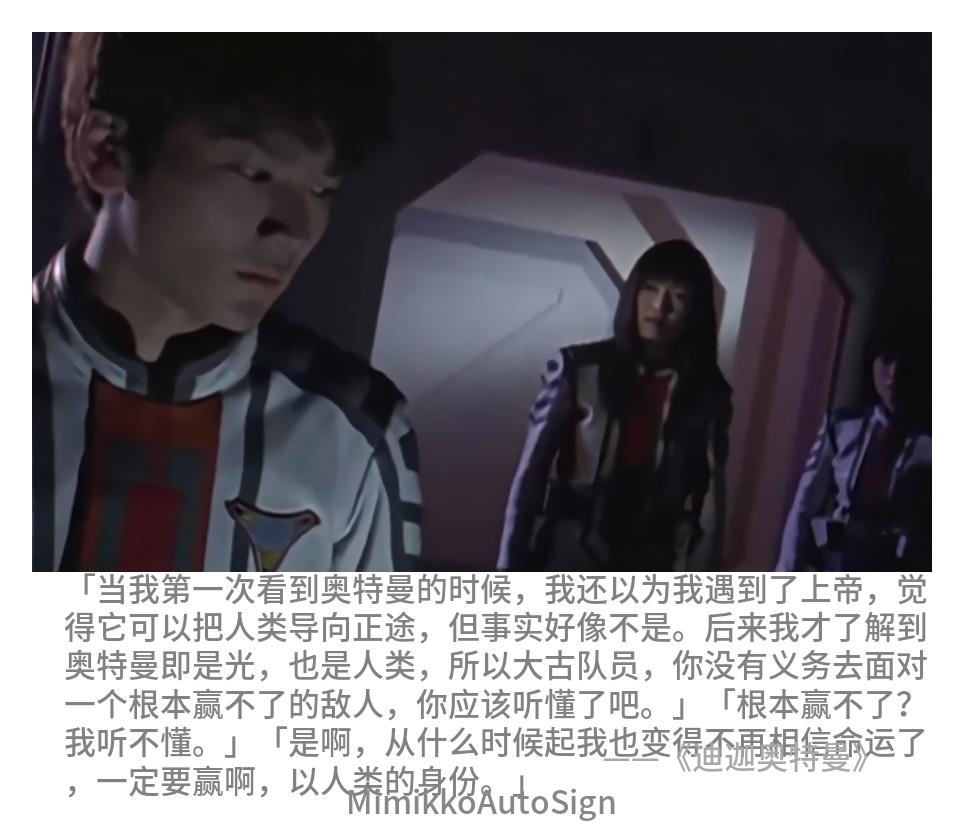 「当我第一次看到奥特曼的时候，我还以为我遇到了上帝，觉
得它可以把人类导向正途，但事实好像不是。后来我才了解到
奥特曼即是光，也是人类，所以大古队员，你没有义务去面对
一个根本赢不了的敌人，你应该听懂了吧。」「根本赢不了？
我听不懂。」「是啊，从什么时候起我也变得不再相信命运了
，一定要赢啊，以人类的身份。」
——《迪迦奥特曼》
MimikkoAutoSign